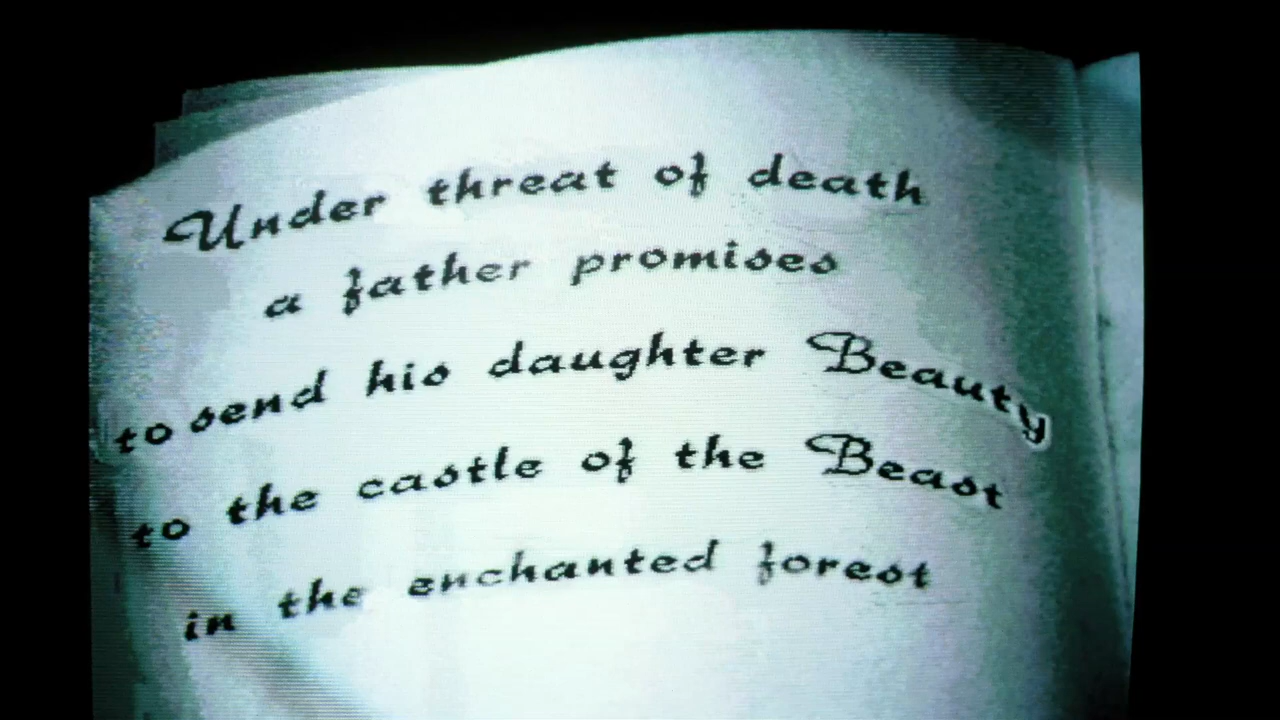 Under threat of death
a father promises
to send his daughter Beauty
to the castle of the Beast
in the enchanted forest